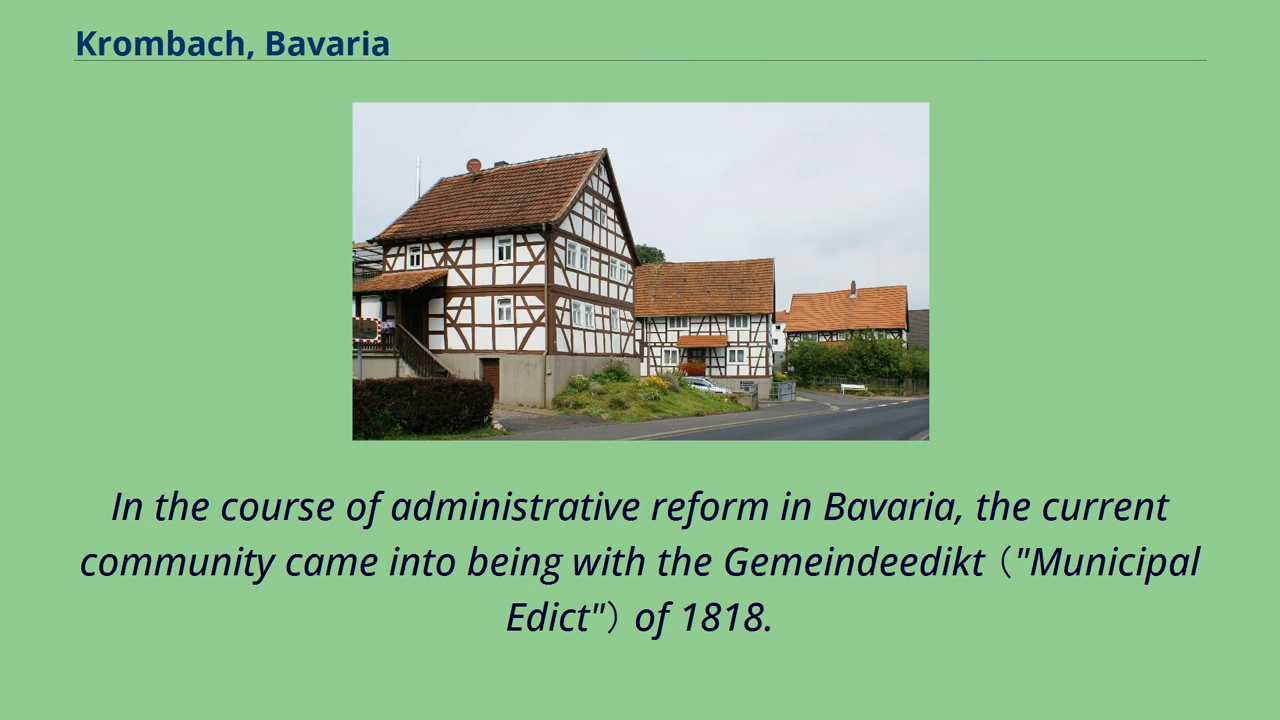 Krombach, Bavaria
In the course of administrative reform in Bavaria, the current
community came into being with the Gemeindeedikt（"Municipal
Edict"）of 1818.